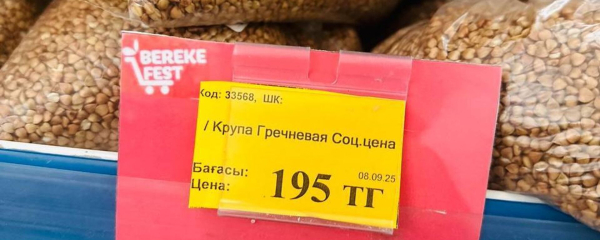 BEREKE
FEST
Код: 33568, ШК:
/ Крупа Гречневая Соц.цена
Бағасы:
Цена:
195 тг
08.09.25